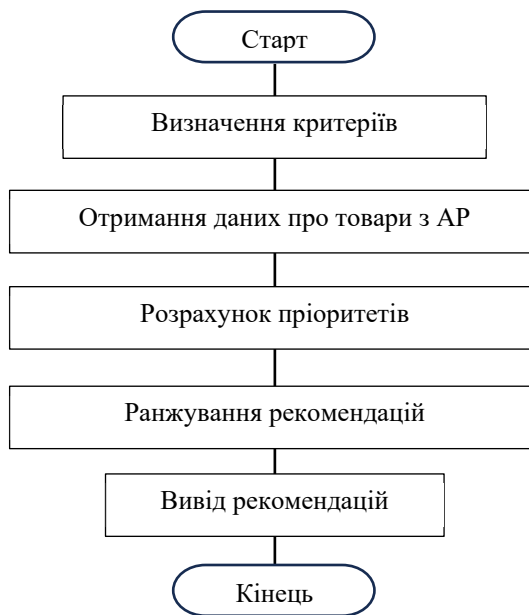 Старт
Визначення критеріїв
Отримання даних про товари з AP
Розрахунок пріоритетів
Ранжування рекомендацій
Вивід рекомендацій
Кінець